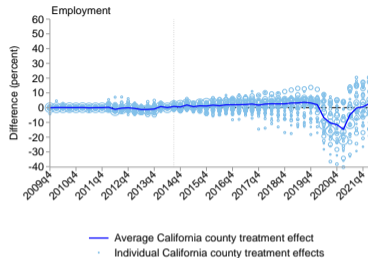 Employment
Difference (percent)
60
50
40
30
20
10
0
-10
-20
-30
-40
2009q4
2010q4
2011q4
2012q4
2013q4
2014q4
2015q4
2016q4
2017q4
2018q4
2019q4
2020q4
2021q4
Average California county treatment effect
Individual California county treatment effects